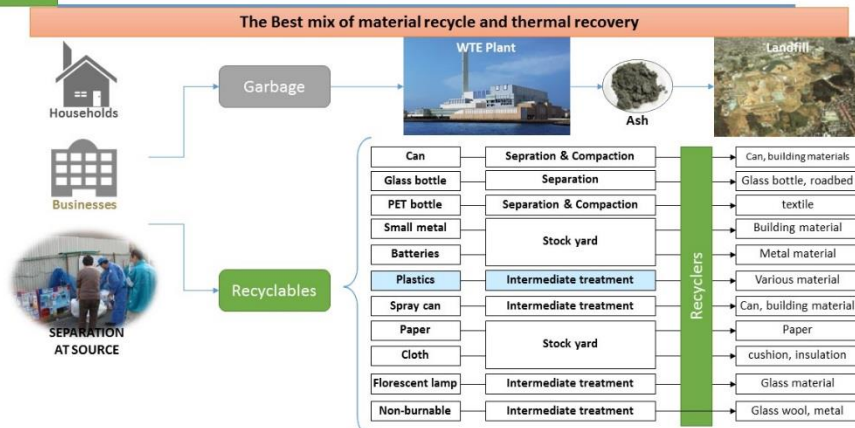 The Best mix of material recycle and thermal recovery
Households
Businesses
SEPARATION
AT SOURCE
Garbage
WTE Plant
Ash
Landfill
Recyclables
Can
Sepration & Compaction
Can, building materials
Glass bottle
Separation
Glass bottle, roadbed
PET bottle
Separation & Compaction
textile
Small metal
Stock yard
Building material
Batteries
Metal material
Plastics
Intermediate treatment
Various material
Spray can
Intermediate treatment
Can, building material
Paper
Stock yard
Paper
Cloth
cushion, insulation
Florescent lamp
Intermediate treatment
Glass material
Non-burnable
Intermediate treatment
Glass wool, metal
Recyclers